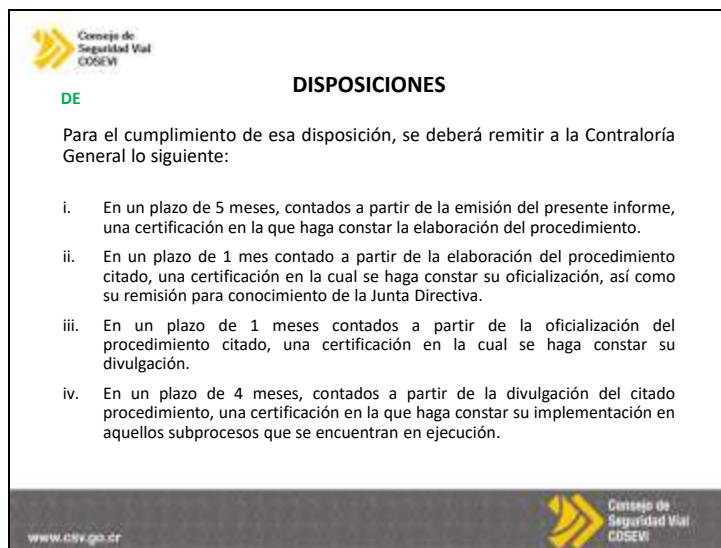 Consejo de
Seguridad Vial
COSEVI
DISPOSICIONES
DE
Para el cumplimiento de esa disposición, se deberá remitir a la Contraloría
General lo siguiente:
i. En un plazo de 5 meses, contados a partir de la emisión del presente informe,
una certificación en la que haga constar la elaboración del procedimiento.
ii. En un plazo de 1 mes contado a partir de la elaboración del procedimiento
citado, una certificación en la cual se haga constar su oficialización, así como
su remisión para conocimiento de la Junta Directiva.
iii. En un plazo de 1 meses contados a partir de la oficialización del
procedimiento citado, una certificación en la cual se haga constar su
divulgación.
iv. En un plazo de 4 meses, contados a partir de la divulgación del citado
procedimiento, una certificación en la que haga constar su implementación en
aquellos subprocesos que se encuentran en ejecución.
www.csv.go.cr
Consejo de
Seguridad Vial
COSEVI